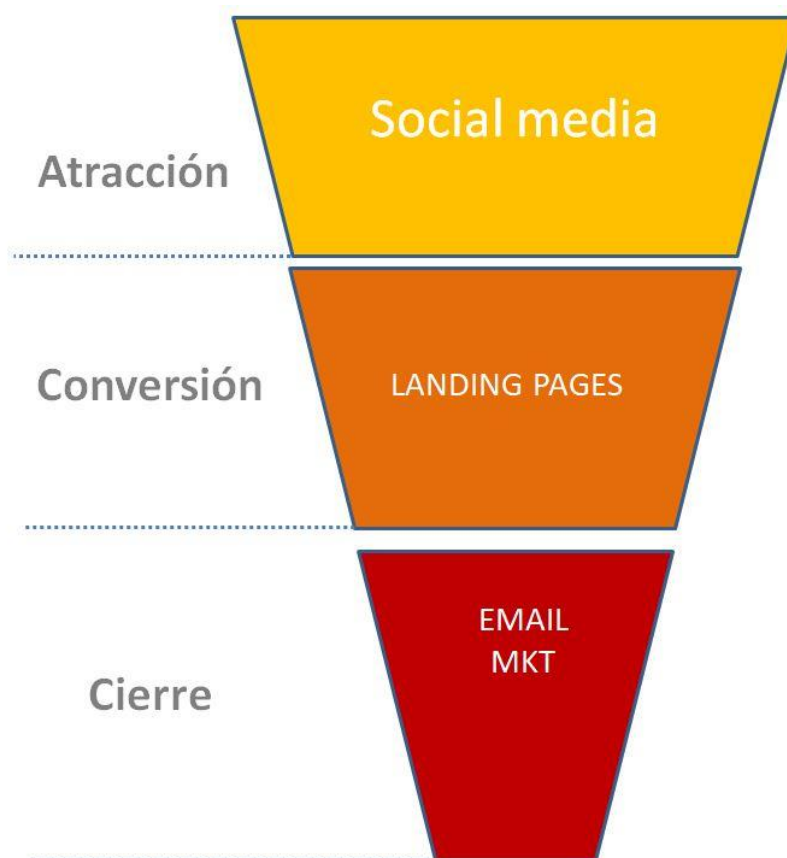 Social media
Atracción
Conversión
LANDING PAGES
EMAIL
MKT
Cierre